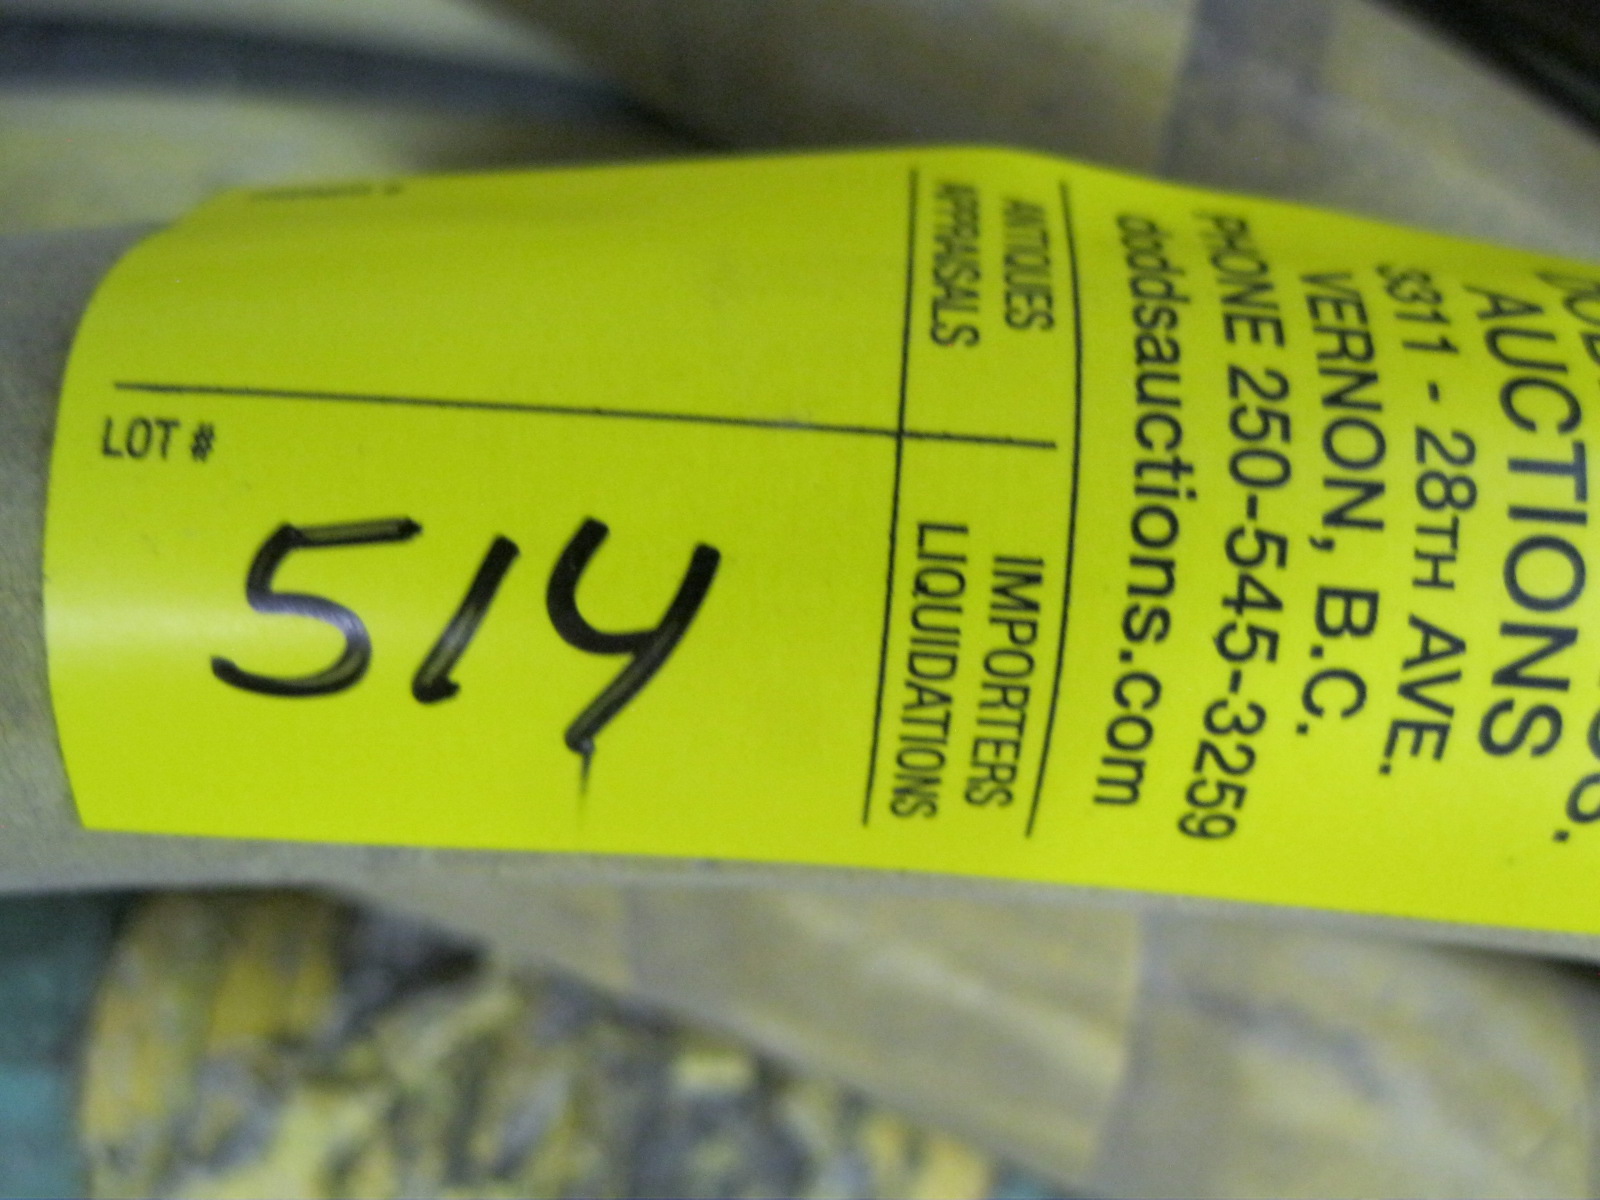 AUCTIONS
3311 - 28TH AVE.
VERNON, B.C.
PHONE 250-545-3259
doddsauctions.com
ANTIQUES
APPRAISALS
IMPORTERS
LIQUIDATIONS
LOT #
514